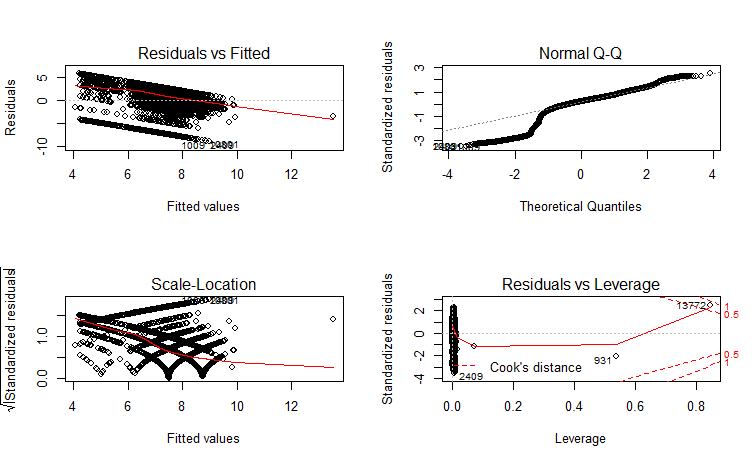 Residuals vs Fitted
Residuals
5
0
-10
4 6 8 10 12
Fitted values
Normal Q-Q
Standardized residuals
3
1
-1
-3
-4 -2 0 2 4
Theoretical Quantiles
Scale-Location
√|Standardized residuals|
1.0
0.0
4 6 8 10 12
Fitted values
Residuals vs Leverage
Standardized residuals
2
0
-2
-4
13772
931
2409
Cook's distance
1
0.5
0.5
1
0.0 0.2 0.4 0.6 0.8
Leverage